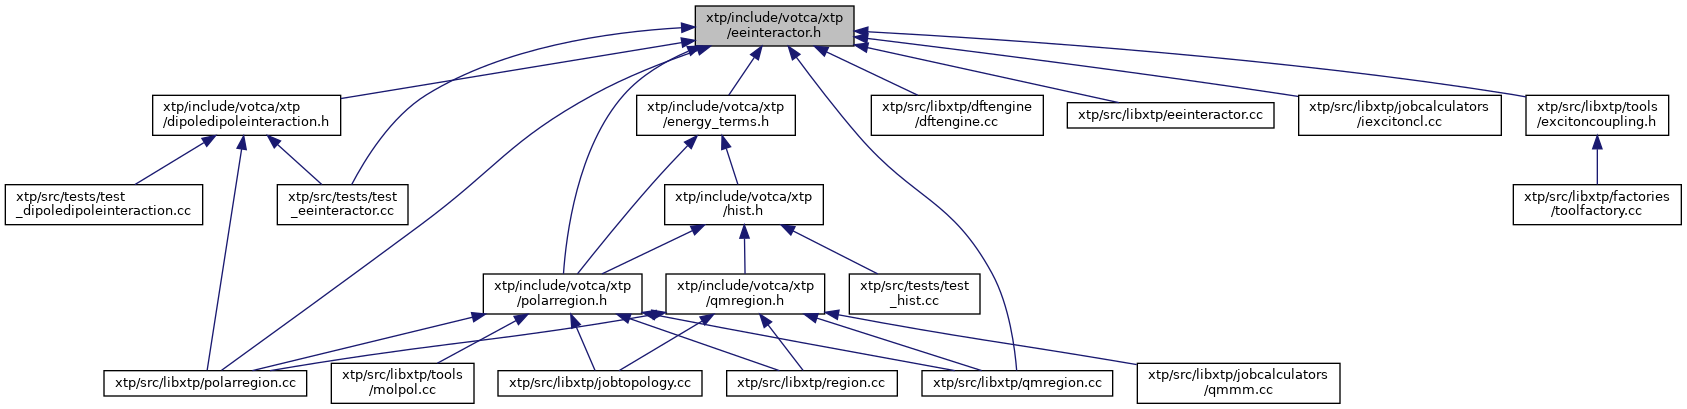 xtp/include/votca/xtp
/eeinteractor.h
xtp/include/votca/xtp
/dipoledipoleinteraction.h
xtp/include/votca/xtp
/energy_terms.h
xtp/src/libxtp/dftengine
/dftengine.cc
xtp/src/libxtp/eeinteractor.cc
xtp/src/libxtp/jobcalculators
/iexcitoncl.cc
xtp/src/libxtp/tools
/excitoncoupling.h
xtp/src/tests/test
_dipoledipoleinteraction.cc
xtp/src/tests/test
_eeinteractor.cc
xtp/include/votca/xtp
/hist.h
xtp/src/libxtp/factories
/toolfactory.cc
xtp/include/votca/xtp
/polarregion.h
xtp/include/votca/xtp
/qmregion.h
xtp/src/tests/test
_hist.cc
xtp/src/libxtp/polarregion.cc
xtp/src/libxtp/tools
/molpol.cc
xtp/src/libxtp/jobtopology.cc
xtp/src/libxtp/region.cc
xtp/src/libxtp/qmregion.cc
xtp/src/libxtp/jobcalculators
/qmmm.cc